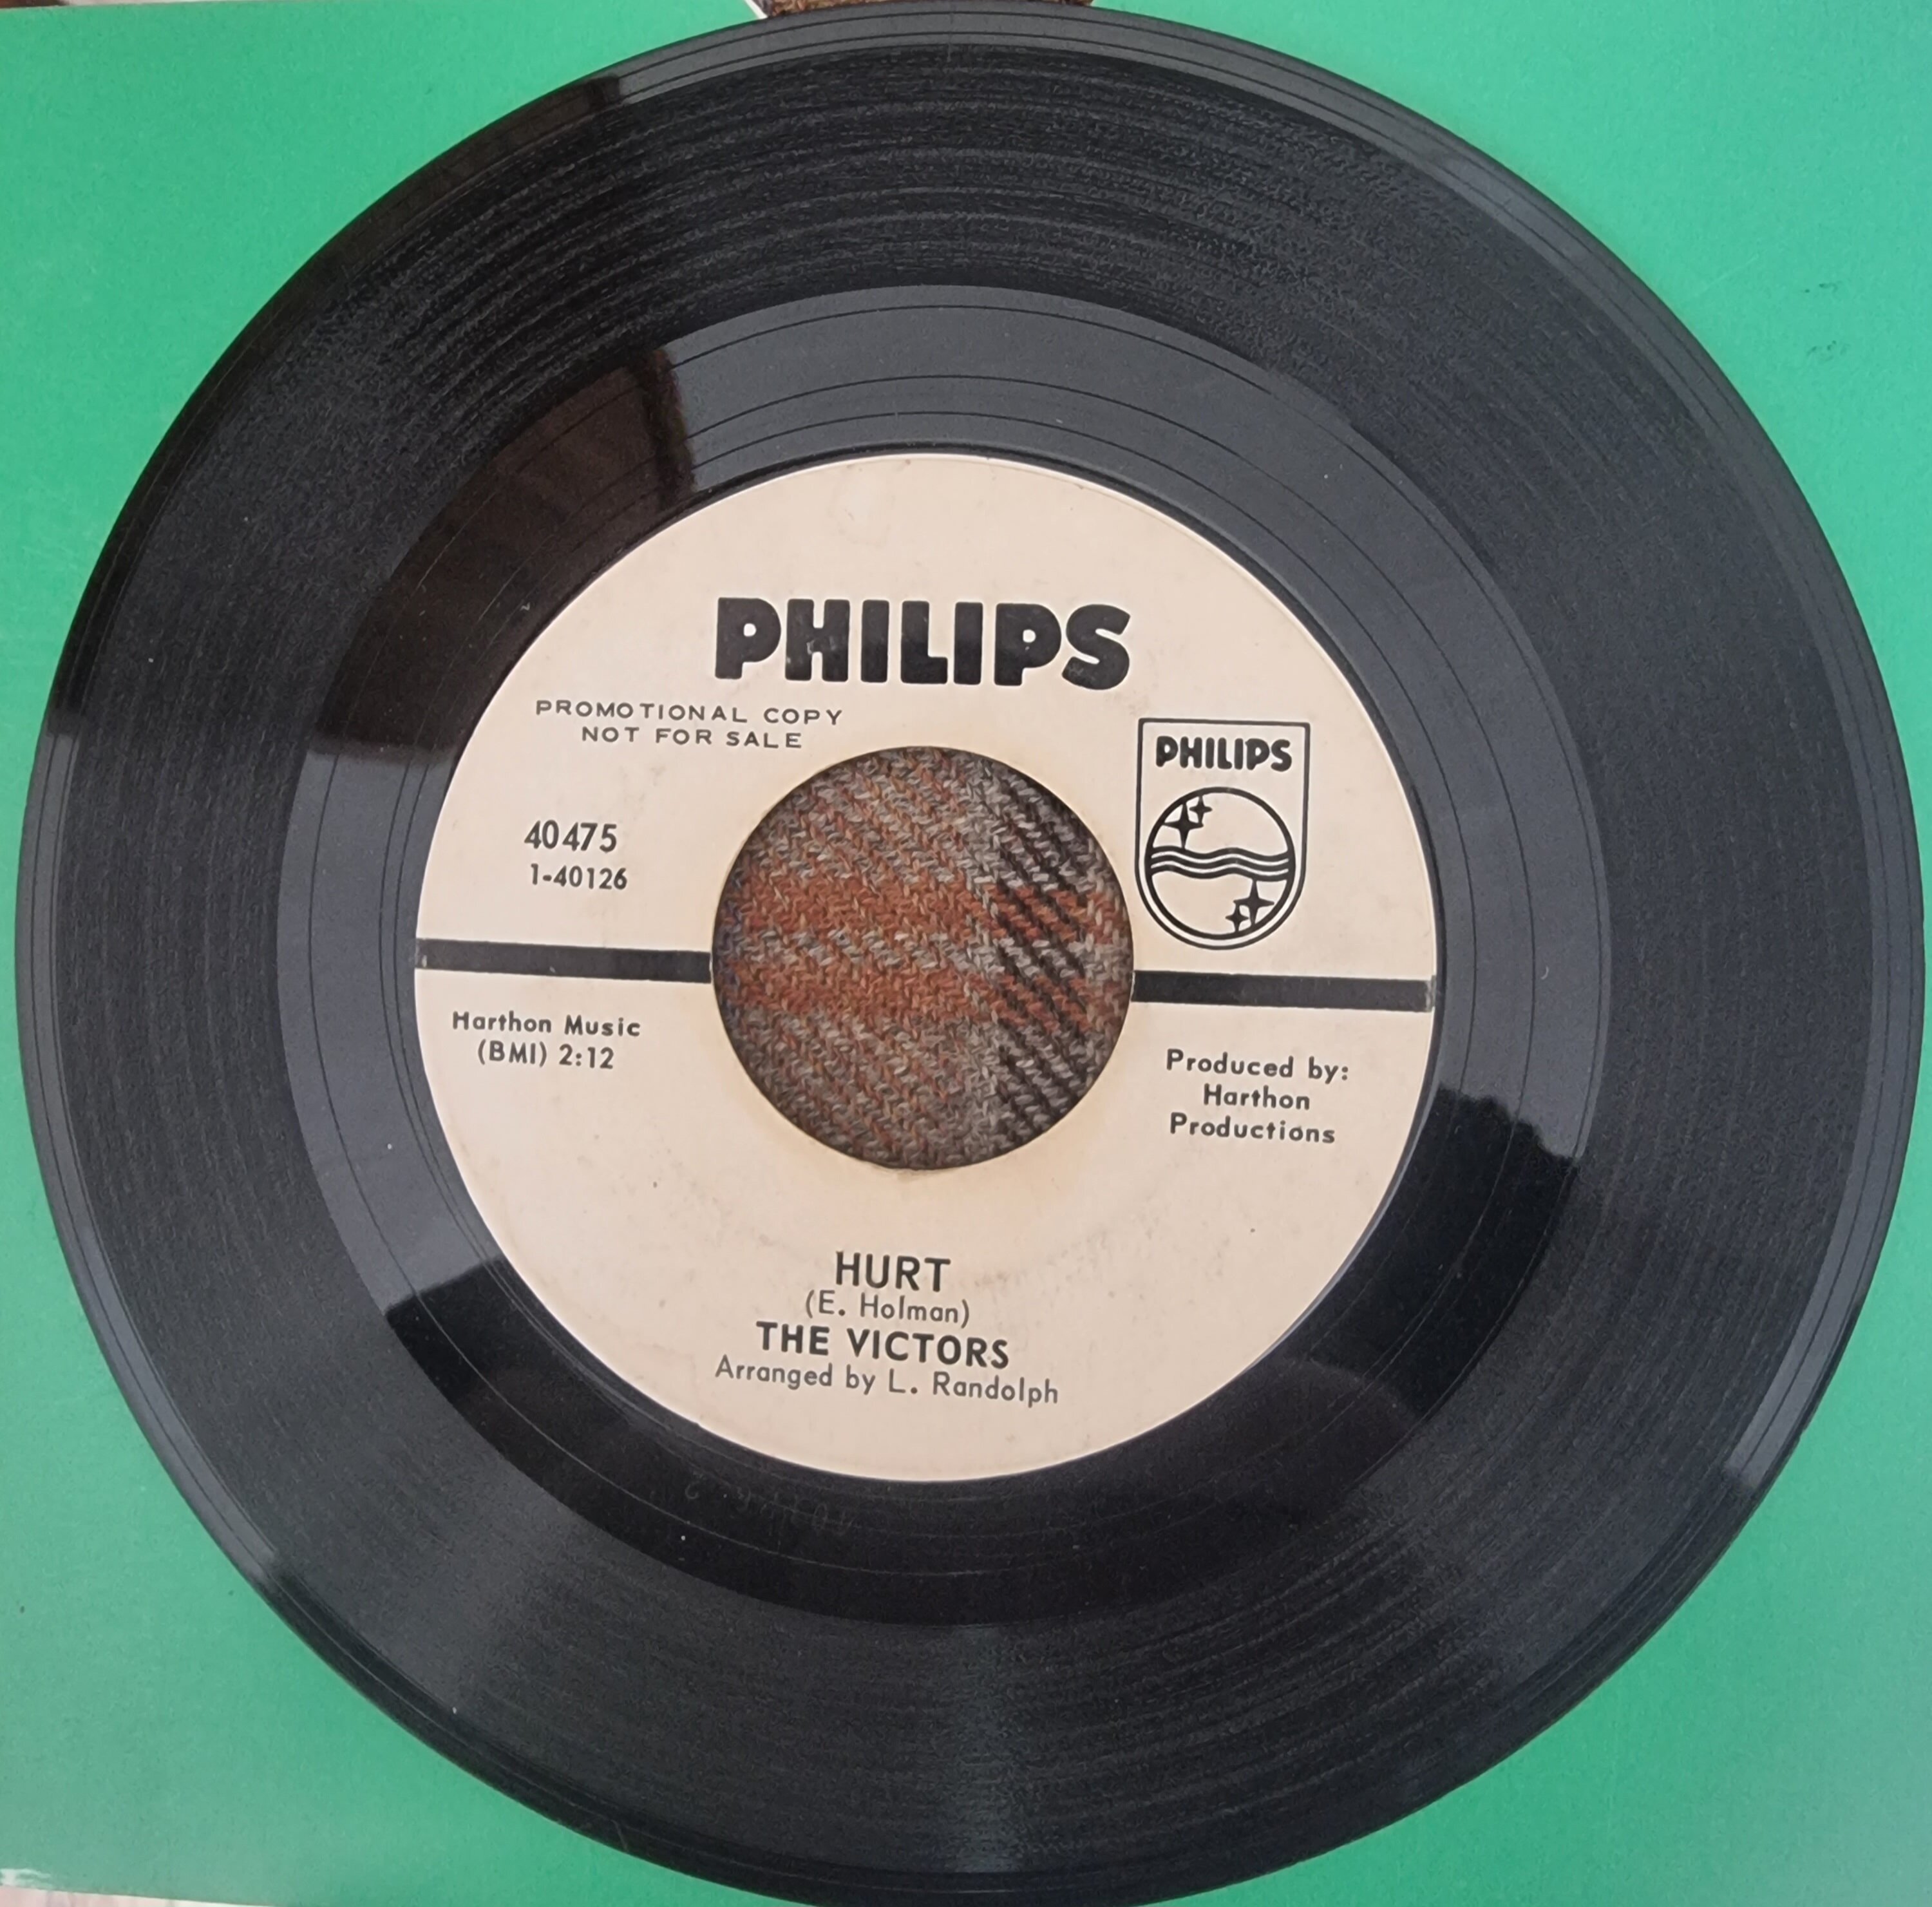 PHILIPS
PROMOTIONAL COPY
NOT FOR SALE
PHILIPS
40475
1-40126
Harthon Music
(BMI) 2:12
Produced by:
Harthon
Productions
HURT
(E. Holman)
THE VICTORS
Arranged by L. Randolph